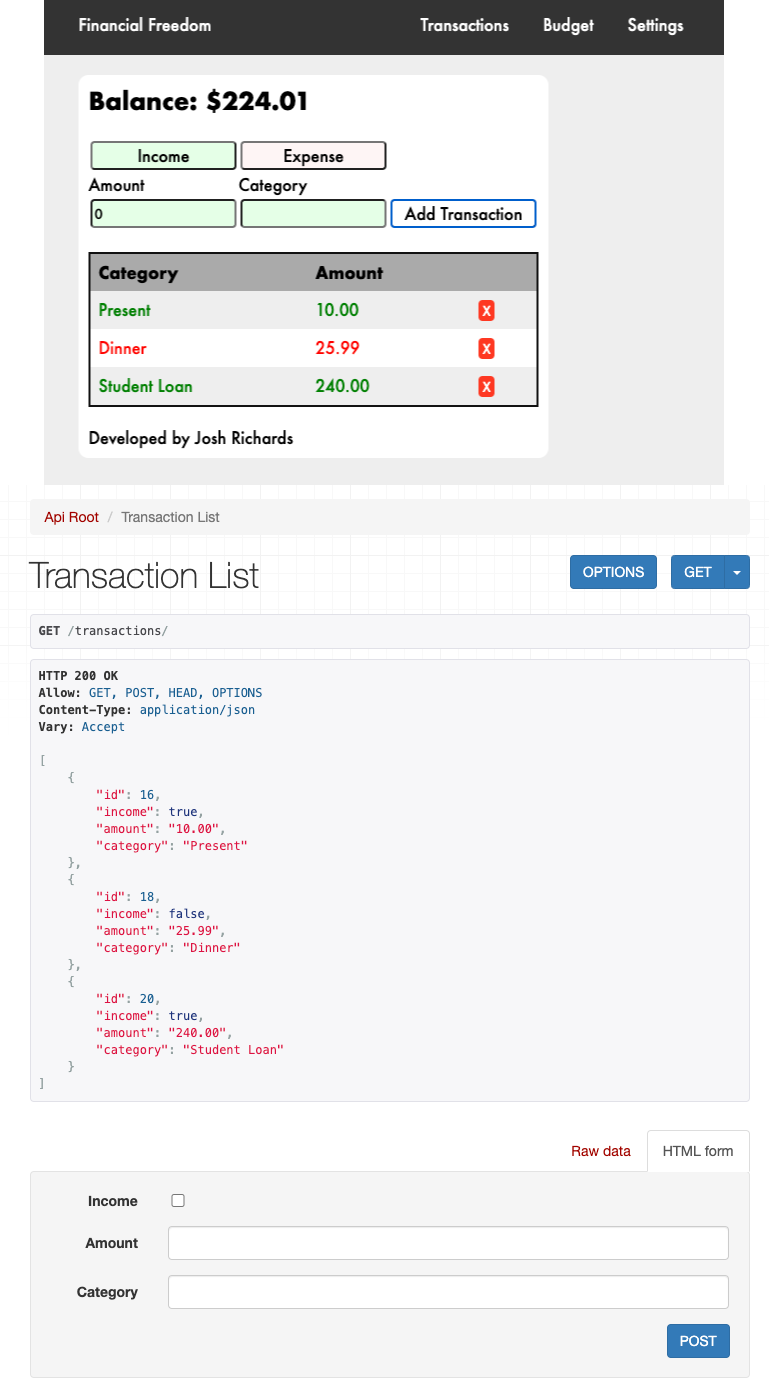 Financial Freedom Transactions Budget Settings
Balance: $224.01
Income Expense
Amount Category
0 Add Transaction
Category Amount
Present 10.00 X
Dinner 25.99 X
Student Loan 240.00 X
Developed by Josh Richards
Api Root / Transaction List
Transaction List OPTIONS GET
GET /transactions/
HTTP 200 OK
Allow: GET, POST, HEAD, OPTIONS
Content-Type: application/json
Vary: Accept
[
    {
        "id": 16,
        "income": true,
        "amount": "10.00",
        "category": "Present"
    },
    {
        "id": 18,
        "income": false,
        "amount": "25.99",
        "category": "Dinner"
    },
    {
        "id": 20,
        "income": true,
        "amount": "240.00",
        "category": "Student Loan"
    }
]
Raw data HTML form
Income
Amount
Category
POST